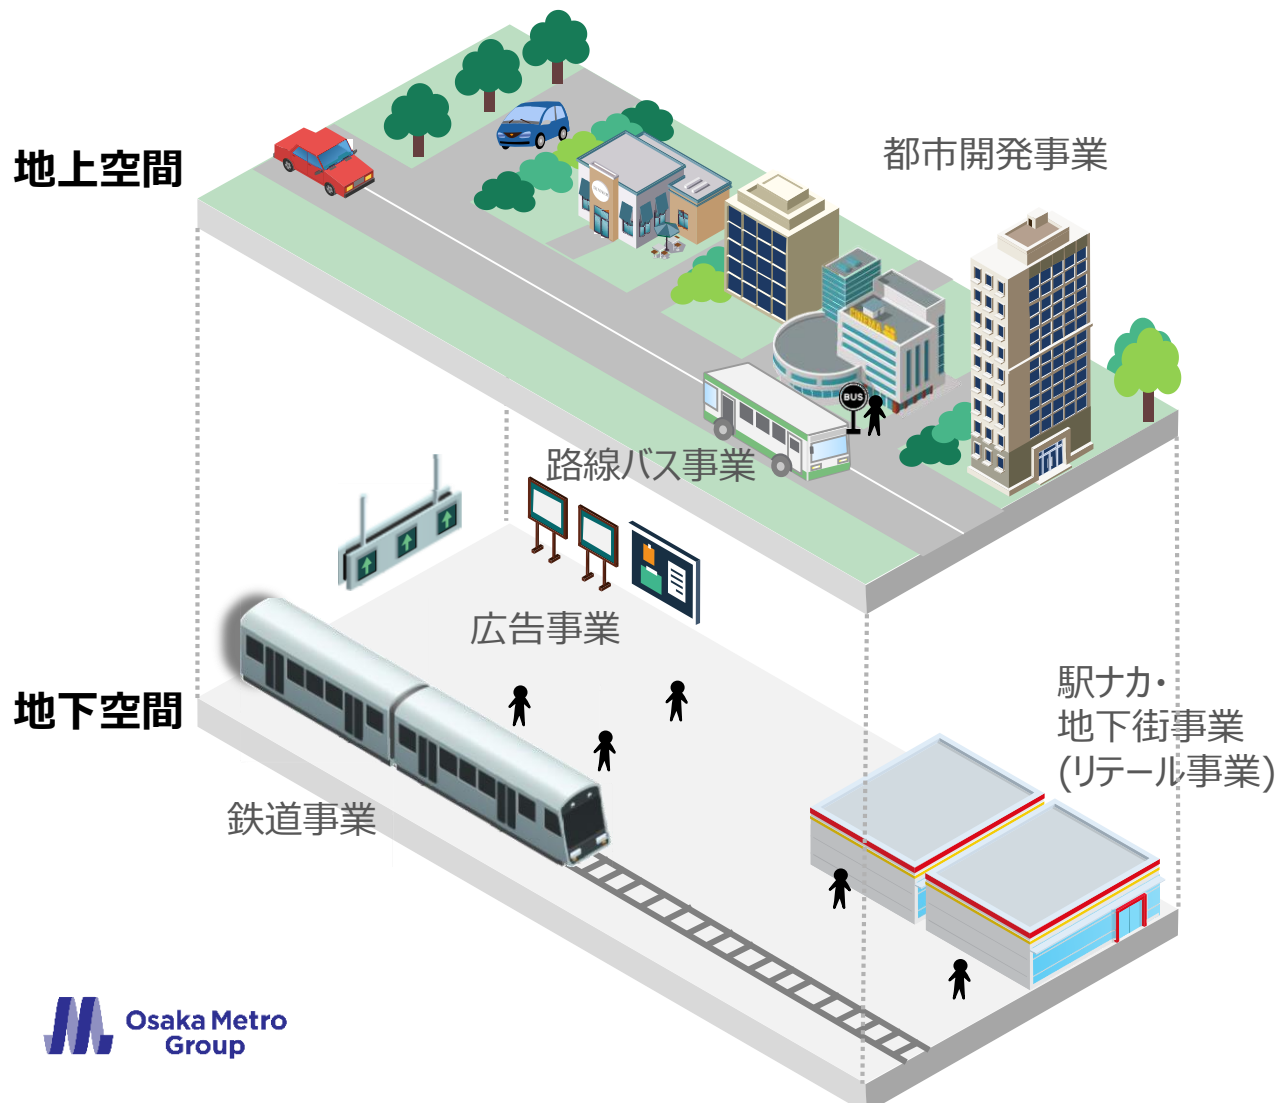 地上空間
都市開発事業
CINEMA
BUS
路線バス事業
広告事業
地下空間
駅ナカ・
地下街事業
(リテール事業)
鉄道事業
Osaka Metro
Group